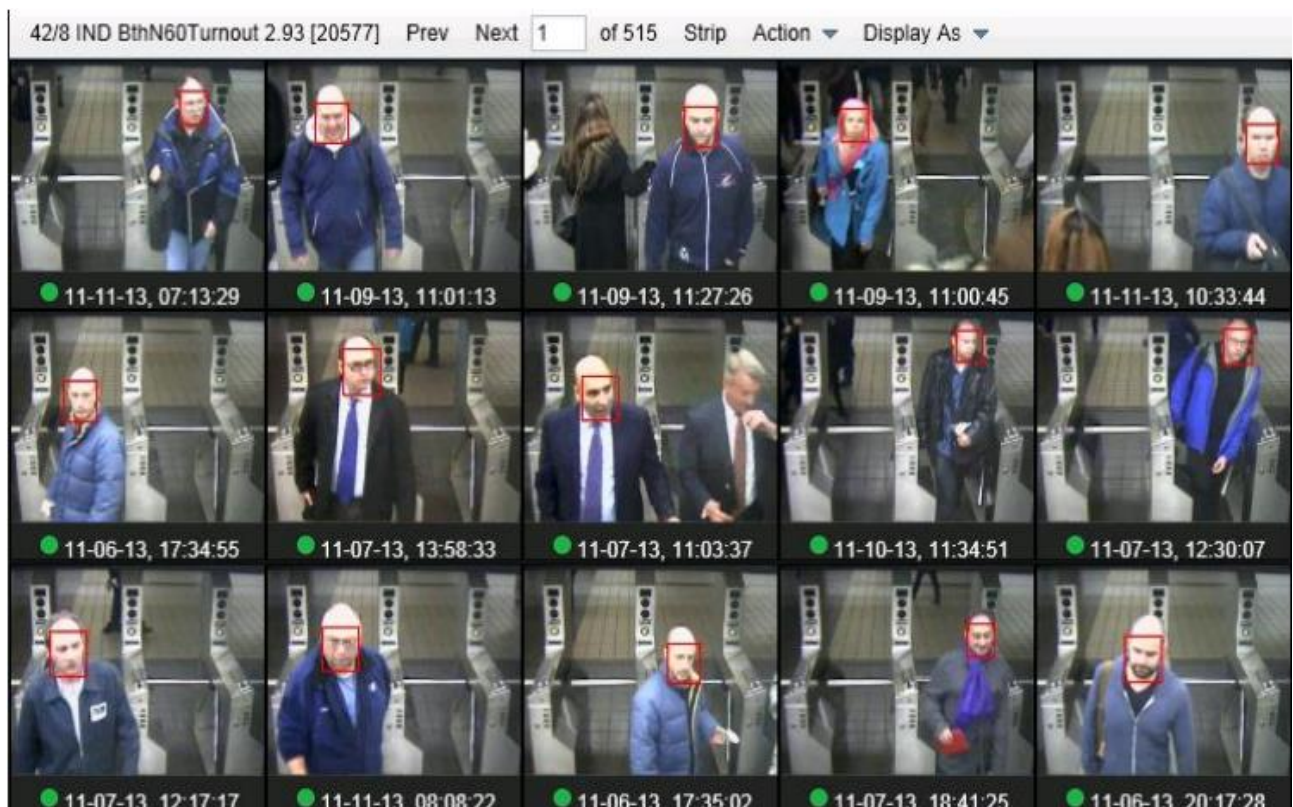 42/8 IND BthN60Turnout 2.93 [20577] Prev Next 1 of 515 Strip Action Display As
11-11-13, 07:13:29 11-09-13, 11:01:13 11-09-13, 11:27:26 11-09-13, 11:00:45 11-11-13, 10:33:44
11-06-13, 17:34:55 11-07-13, 13:58:33 11-07-13, 11:03:37 11-10-13, 11:34:51 11-07-13, 12:30:07
11-07-13, 12:17:17 11-11-13, 08:08:22 11-06-13, 17:35:02 11-07-13, 18:41:25 11-06-13, 20:17:28